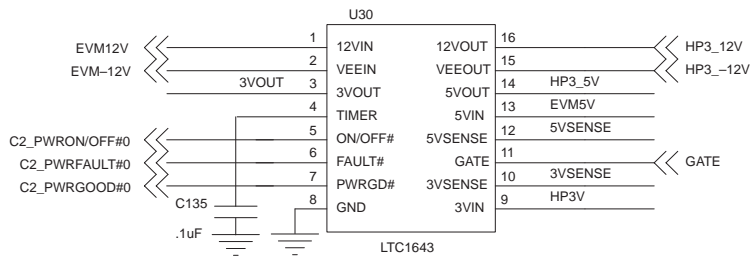 U30
EVM12V 1 12VIN 12VOUT 16 HP3_12V
EVM–12V 2 VEEIN VEEOUT 15 HP3_–12V
3VOUT 3 3VOUT 5VOUT 14 HP3_5V
4 TIMER 5VIN 13 EVM5V
C2_PWRON/OFF#0 5 ON/OFF# 5VSENSE 12 5VSENSE
C2_PWRFAULT#0 6 FAULT# GATE 11 GATE
C2_PWRGOOD#0 7 PWRGD# 3VSENSE 10 3VSENSE
C135 8 GND 3VIN 9 HP3V
.1uF
LTC1643